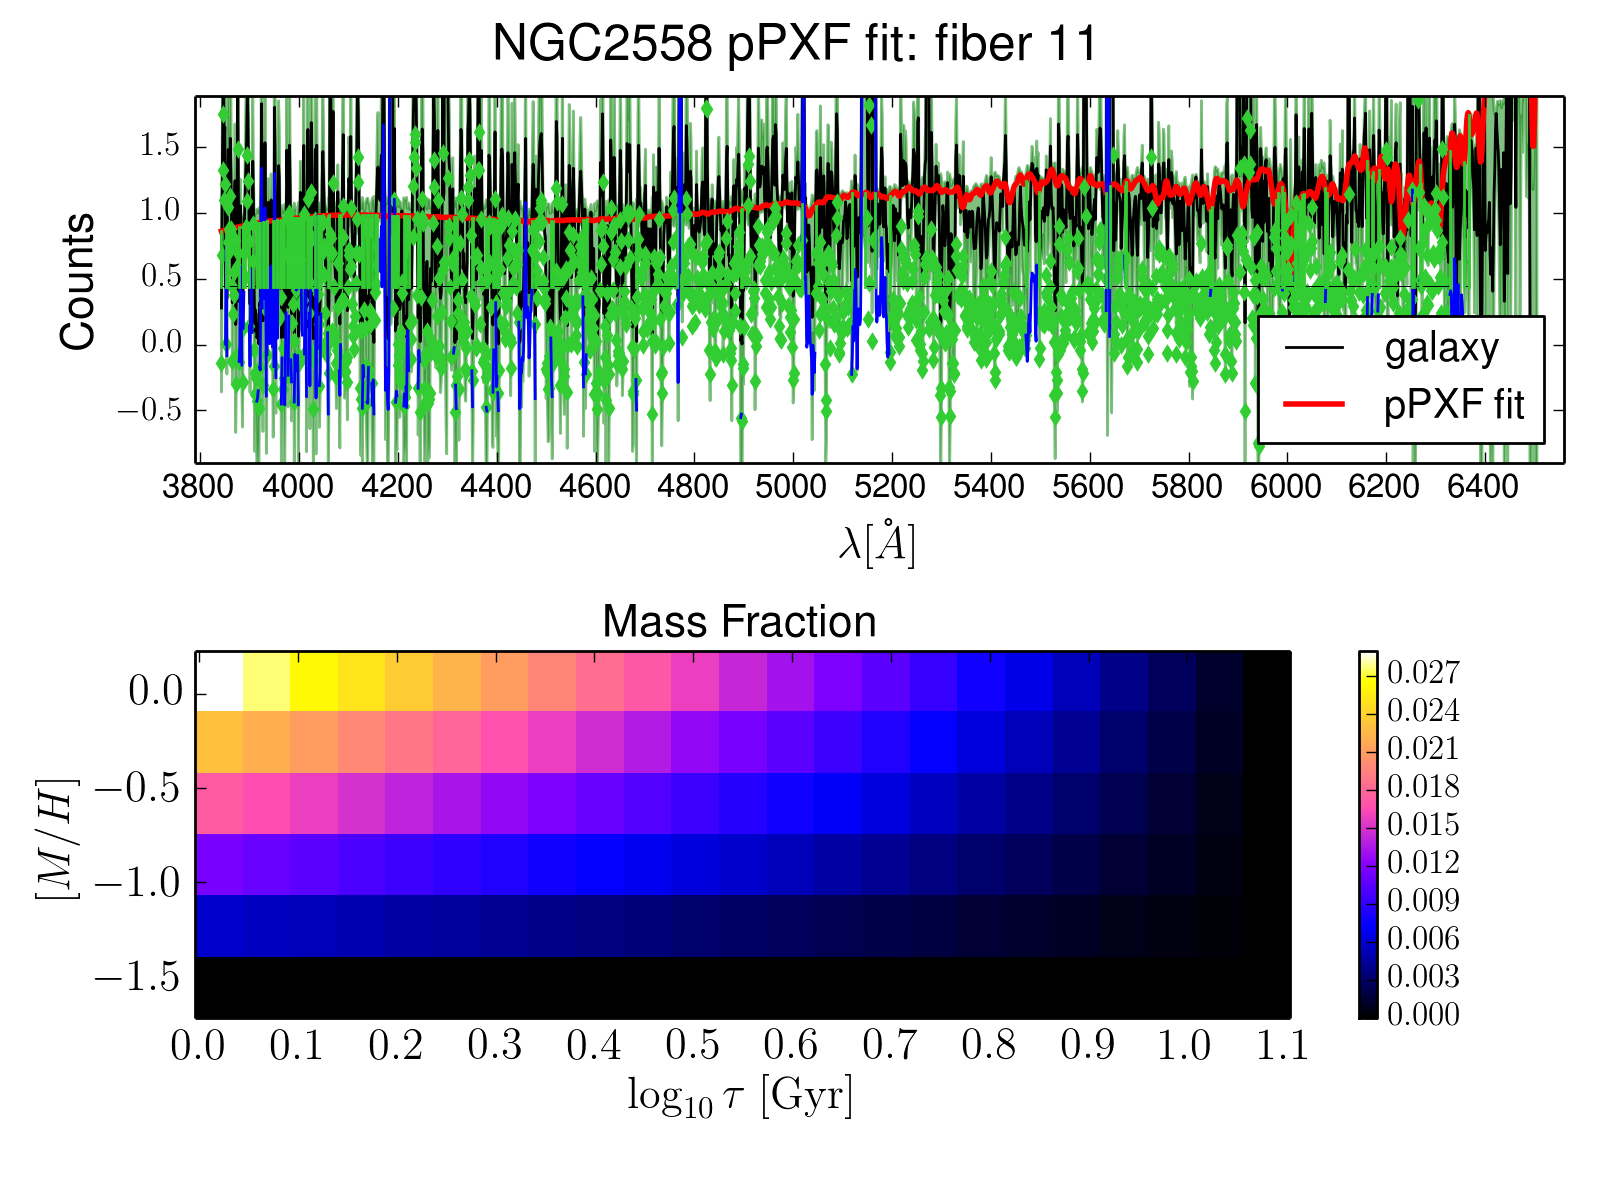 NGC2558 pPXF fit: fiber 11
Counts
1.5
1.0
0.5
0.0
−0.5
galaxy
pPXF fit
3800 4000 4200 4400 4600 4800 5000 5200 5400 5600 5800 6000 6200 6400
λ[Å]
Mass Fraction
[M/H]
0.0
−0.5
−1.0
−1.5
0.0 0.1 0.2 0.3 0.4 0.5 0.6 0.7 0.8 0.9 1.0 1.1
log₁₀ τ [Gyr]
0.027
0.024
0.021
0.018
0.015
0.012
0.009
0.006
0.003
0.000